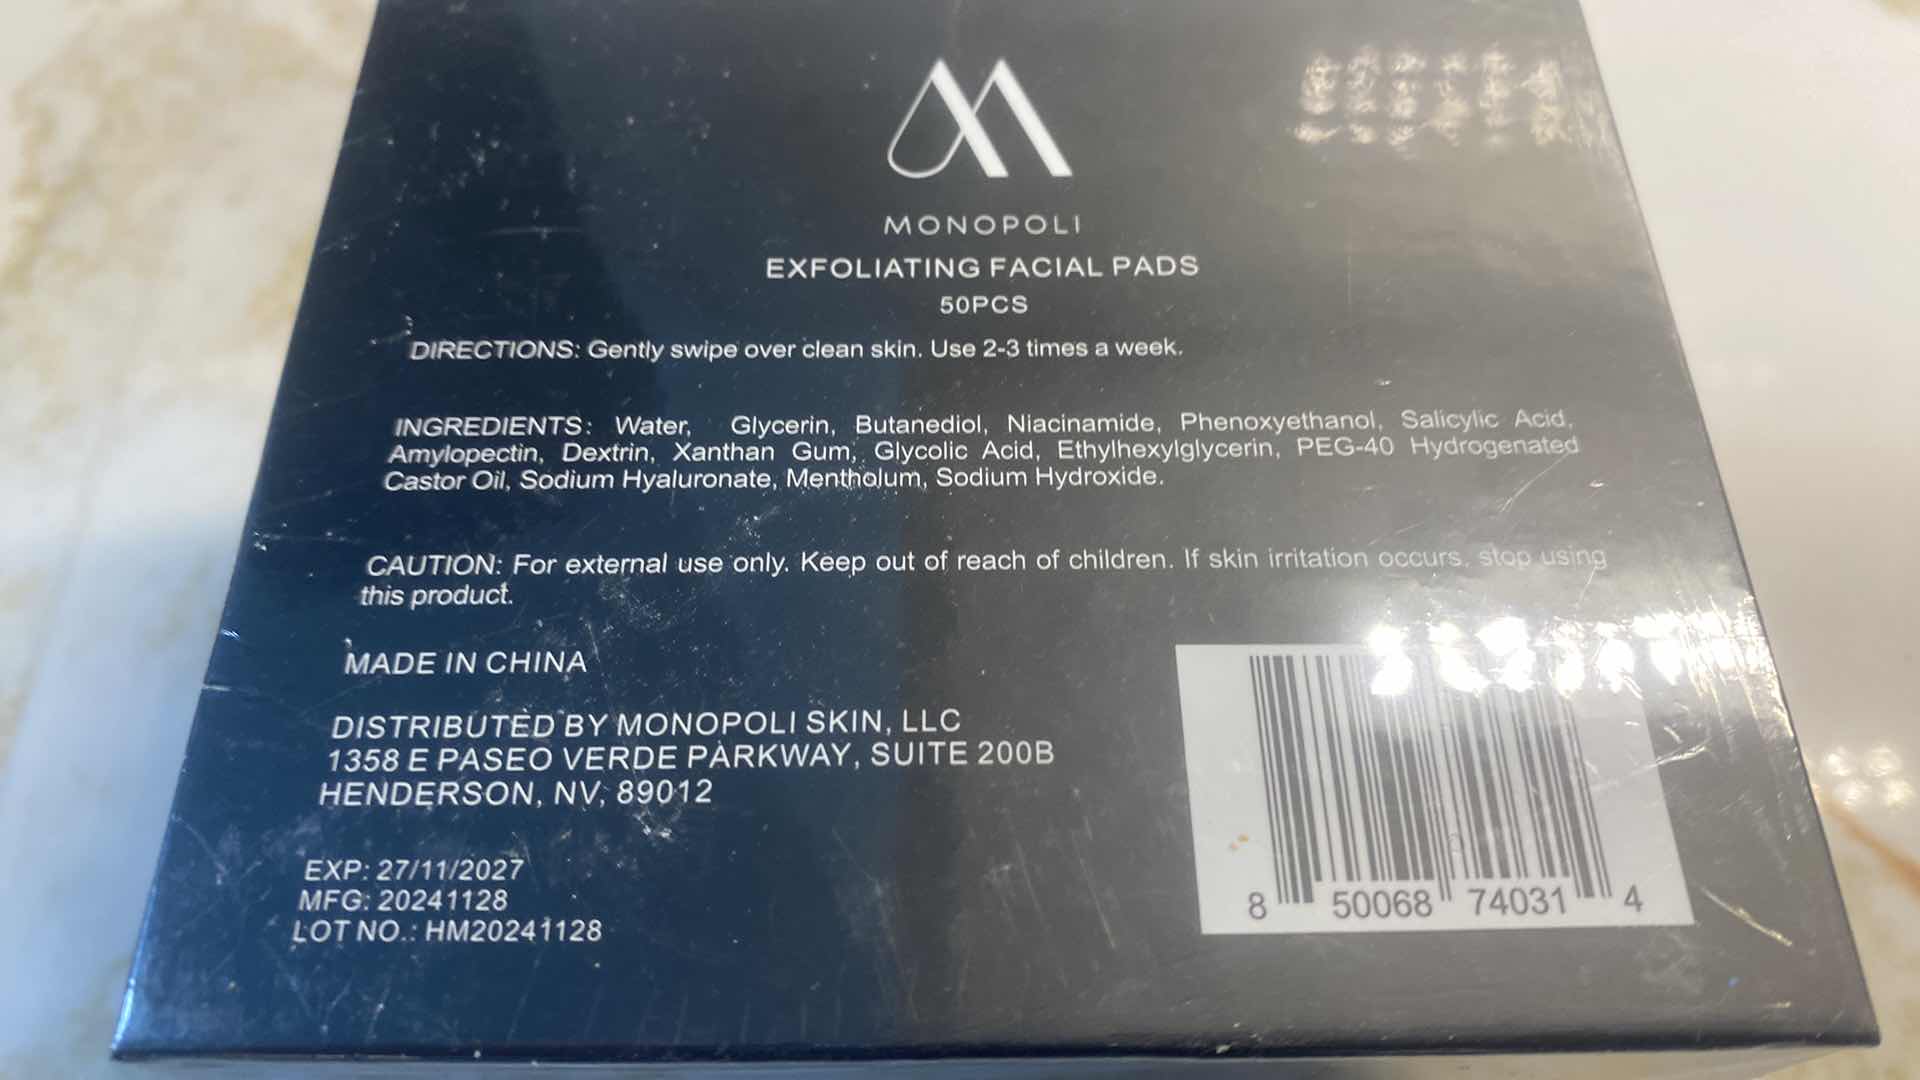 MONOPOLI
EXFOLIATING FACIAL PADS
50PCS
DIRECTIONS: Gently swipe over clean skin. Use 2-3 times a week.
INGREDIENTS: Water, Glycerin, Butanediol, Niacinamide, Phenoxyethanol, Salicylic Acid,
Amylopectin, Dextrin, Xanthan Gum, Glycolic Acid, Ethylhexylglycerin, PEG-40 Hydrogenated
Castor Oil, Sodium Hyaluronate, Mentholum, Sodium Hydroxide.
CAUTION: For external use only. Keep out of reach of children. If skin irritation occurs, stop using
this product.
MADE IN CHINA
DISTRIBUTED BY MONOPOLI SKIN, LLC
1358 E PASEO VERDE PARKWAY, SUITE 200B
HENDERSON, NV, 89012
EXP: 27/11/2027
MFG: 20241128
LOT NO.: HM20241128
8 50068 74031 4